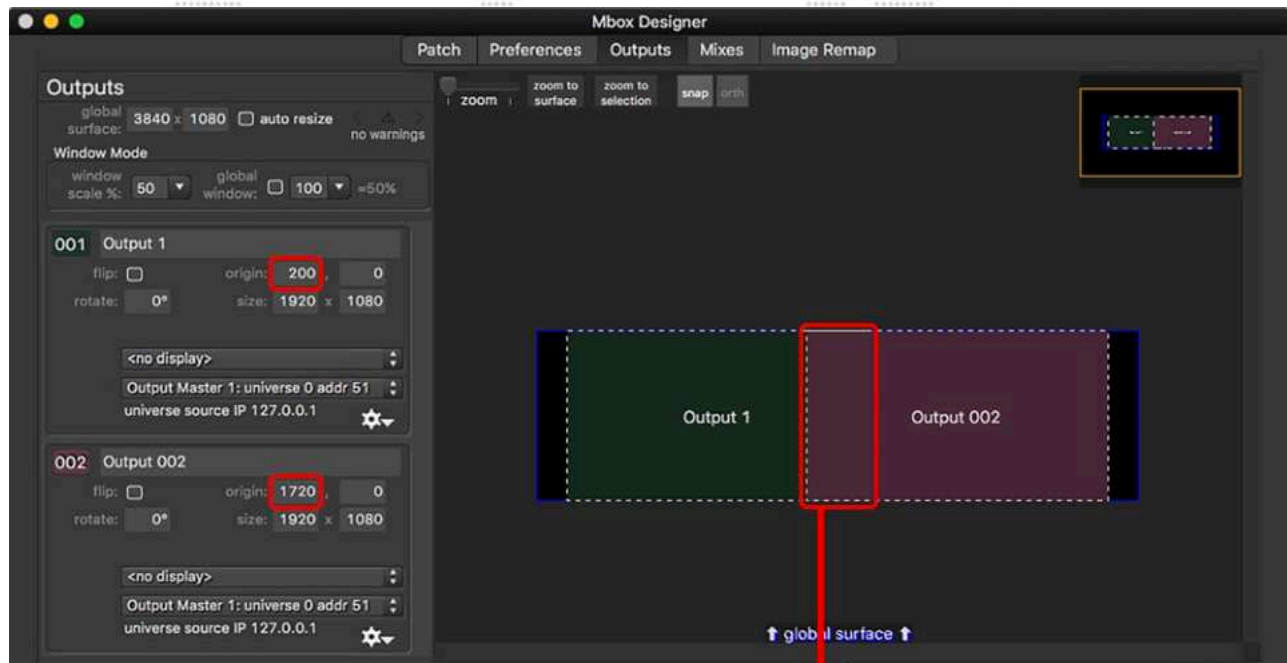 Mbox Designer
Patch Preferences Outputs Mixes Image Remap
Outputs
global surface: 3840 x 1080 auto resize no warnings
Window Mode
window scale %: 50 global window: 100 =50%
001 Output 1
flip: origin: 200 , 0
rotate: 0° size: 1920 x 1080
<no display>
Output Master 1: universe 0 addr 51
universe source IP 127.0.0.1
002 Output 002
flip: origin: 1720 , 0
rotate: 0° size: 1920 x 1080
<no display>
Output Master 1: universe 0 addr 51
universe source IP 127.0.0.1
zoom
zoom to surface
zoom to selection
snap orth
Output 1
Output 002
↑ global surface ↑